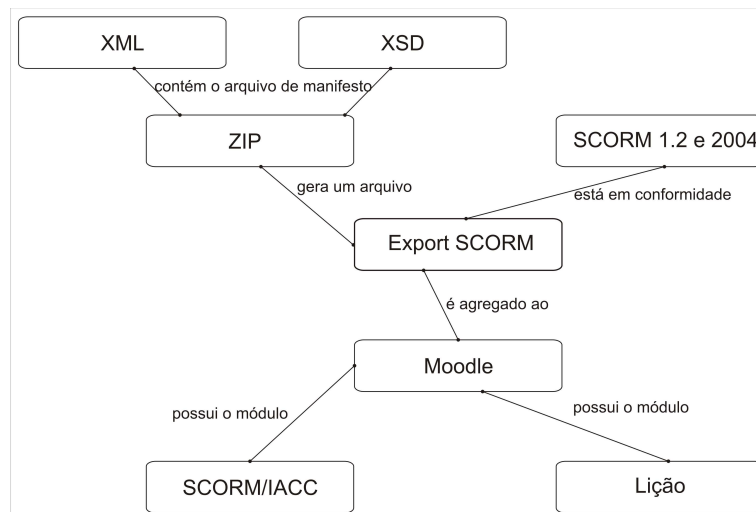 XML
XSD
contém o arquivo de manifesto
ZIP
SCORM 1.2 e 2004
gera um arquivo
está em conformidade
Export SCORM
é agregado ao
Moodle
possui o módulo
possui o módulo
SCORM/IACC
Lição